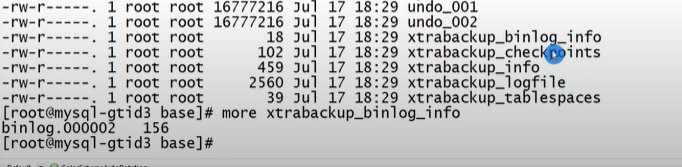 -rw-r-----. 1 root root 16777216 Jul 17 18:29 undo_001
-rw-r-----. 1 root root 16777216 Jul 17 18:29 undo_002
-rw-r-----. 1 root root 18 Jul 17 18:29 xtrabackup_binlog_info
-rw-r-----. 1 root root 102 Jul 17 18:29 xtrabackup_checkpoints
-rw-r-----. 1 root root 459 Jul 17 18:29 xtrabackup_info
-rw-r-----. 1 root root 2560 Jul 17 18:29 xtrabackup_logfile
-rw-r-----. 1 root root 39 Jul 17 18:29 xtrabackup_tablespaces
[root@mysql-gtid3 base]# more xtrabackup_binlog_info
binlog.000002 156
[root@mysql-gtid3 base]#